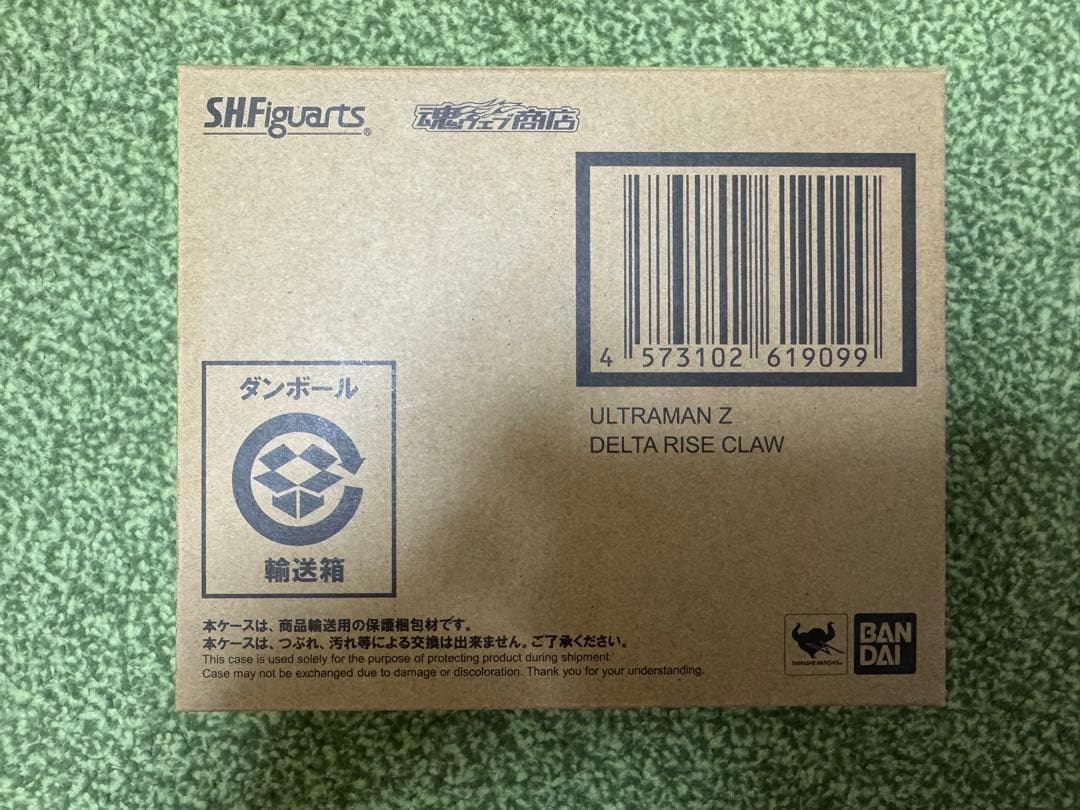 S.H.Figuarts®
魂ウェブ商店
4 573102 619099
ULTRAMAN Z
DELTA RISE CLAW
ダンボール
輸送箱
本ケースは、商品輸送用の保護梱包材です。
本ケースは、つぶれ、汚れ等による交換は出来ません。ご了承ください。
This case is used solely for the purpose of protecting product during shipment.
Case may not be exchanged due to damage or discoloration. Thank you for your understanding.
TAMASHII NATIONS
BAN
DAI